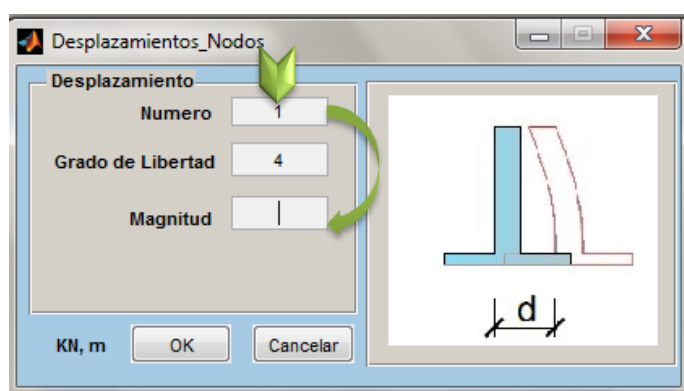 Desplazamientos_Nodos
Desplazamiento
Numero 1
Grado de Libertad 4
Magnitud
d
KN, m OK Cancelar